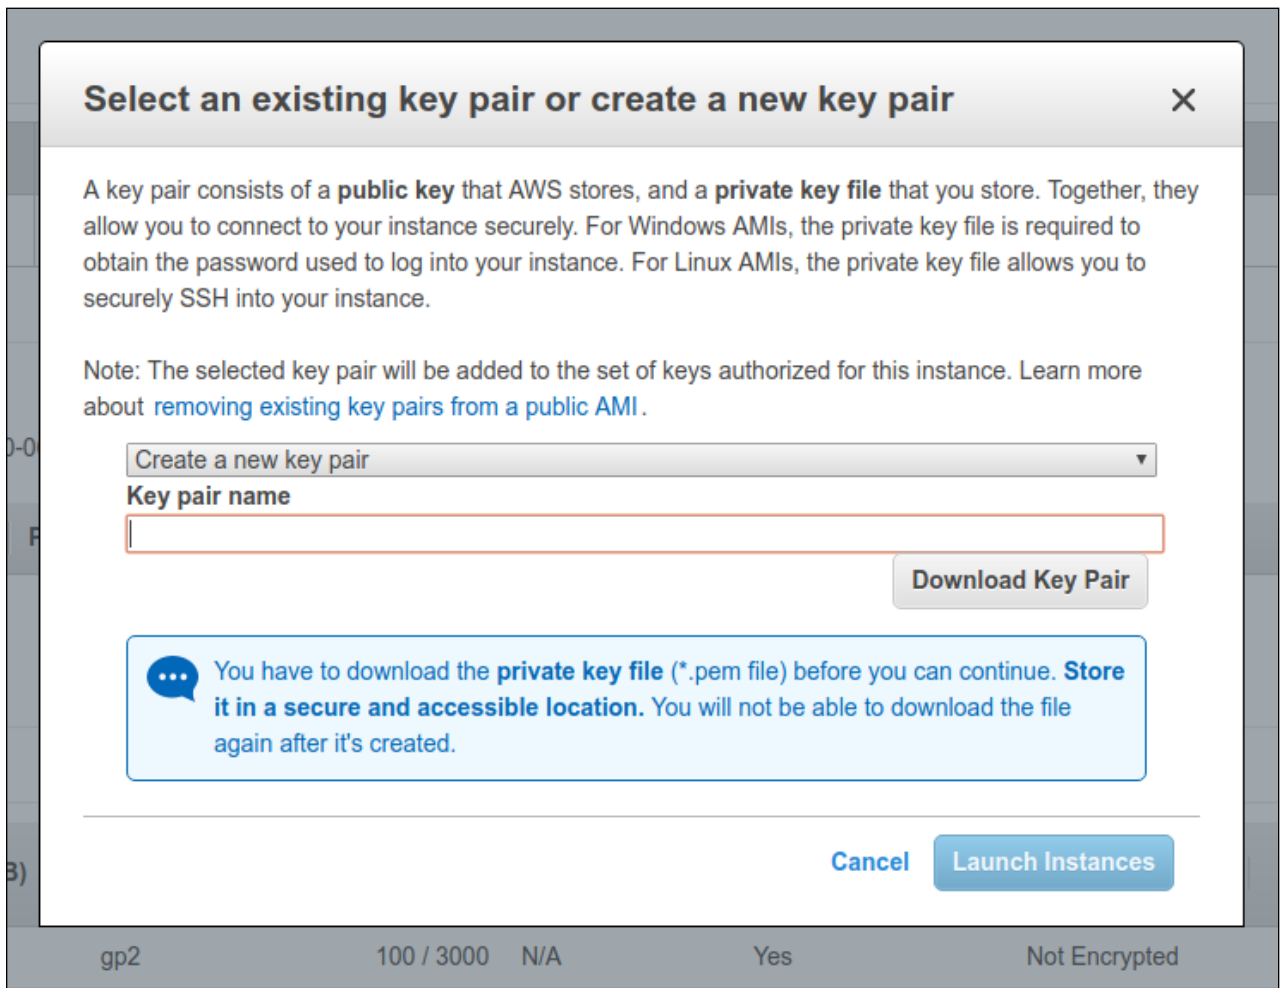 Select an existing key pair or create a new key pair
A key pair consists of a public key that AWS stores, and a private key file that you store. Together, they
allow you to connect to your instance securely. For Windows AMIs, the private key file is required to
obtain the password used to log into your instance. For Linux AMIs, the private key file allows you to
securely SSH into your instance.
Note: The selected key pair will be added to the set of keys authorized for this instance. Learn more
about removing existing key pairs from a public AMI.
Create a new key pair
Key pair name
Download Key Pair
You have to download the private key file (*.pem file) before you can continue. Store
it in a secure and accessible location. You will not be able to download the file
again after it's created.
Cancel Launch Instances
B)
gp2 100 / 3000 N/A Yes Not Encrypted